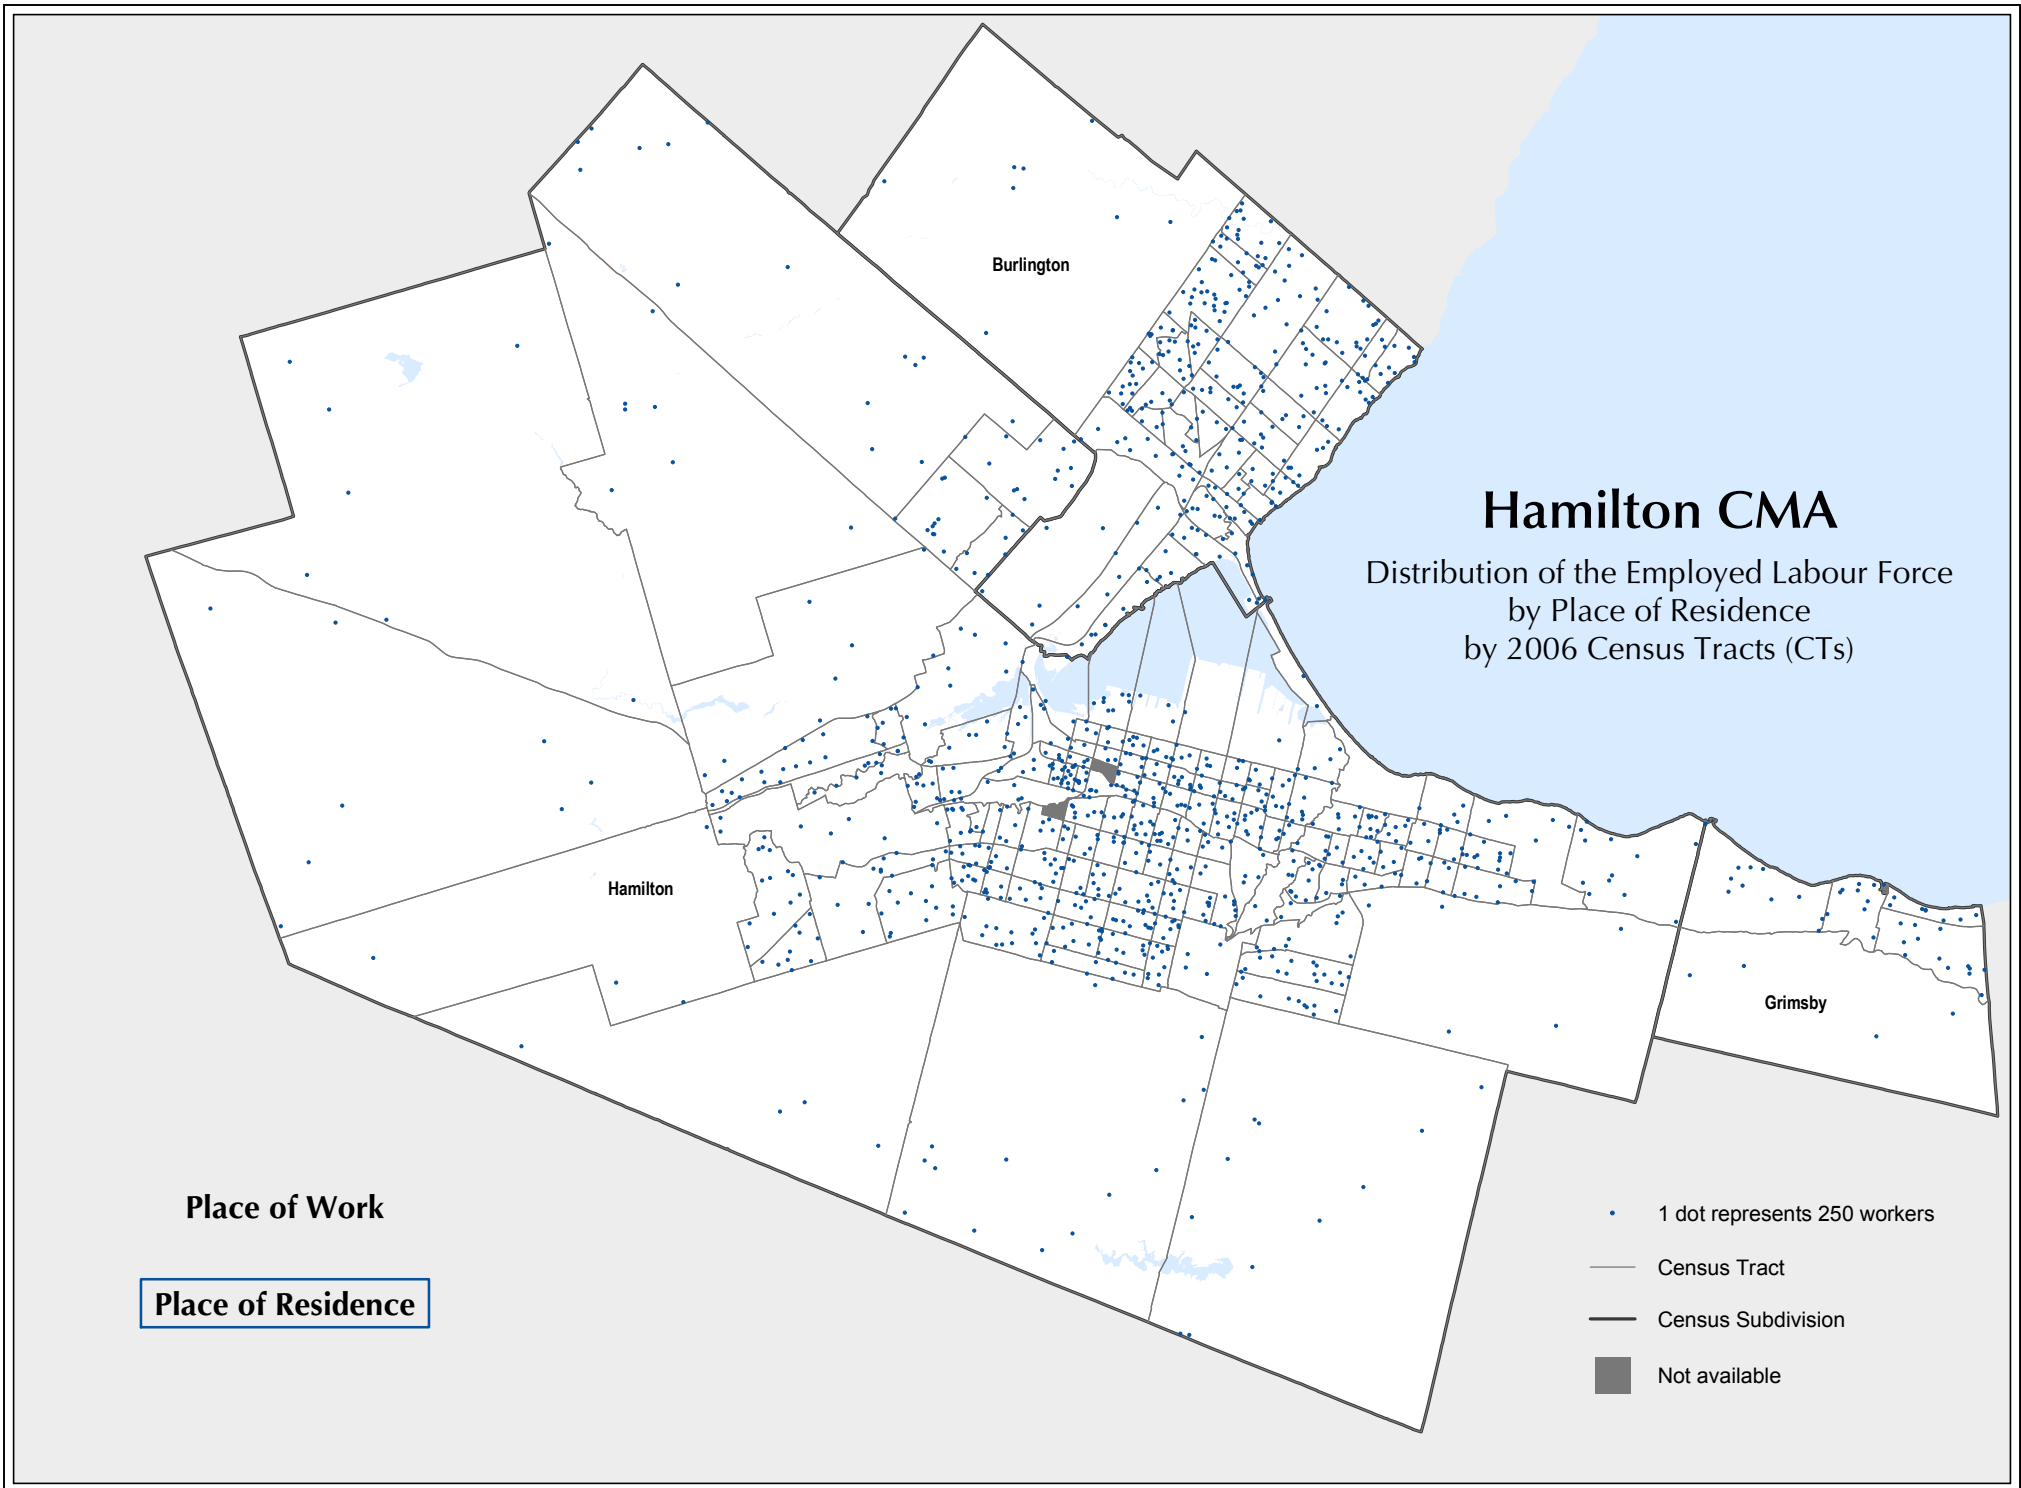 Burlington
Hamilton CMA
Distribution of the Employed Labour Force
by Place of Residence
by 2006 Census Tracts (CTs)
Hamilton
Grimsby
Place of Work
Place of Residence
1 dot represents 250 workers
Census Tract
Census Subdivision
Not available